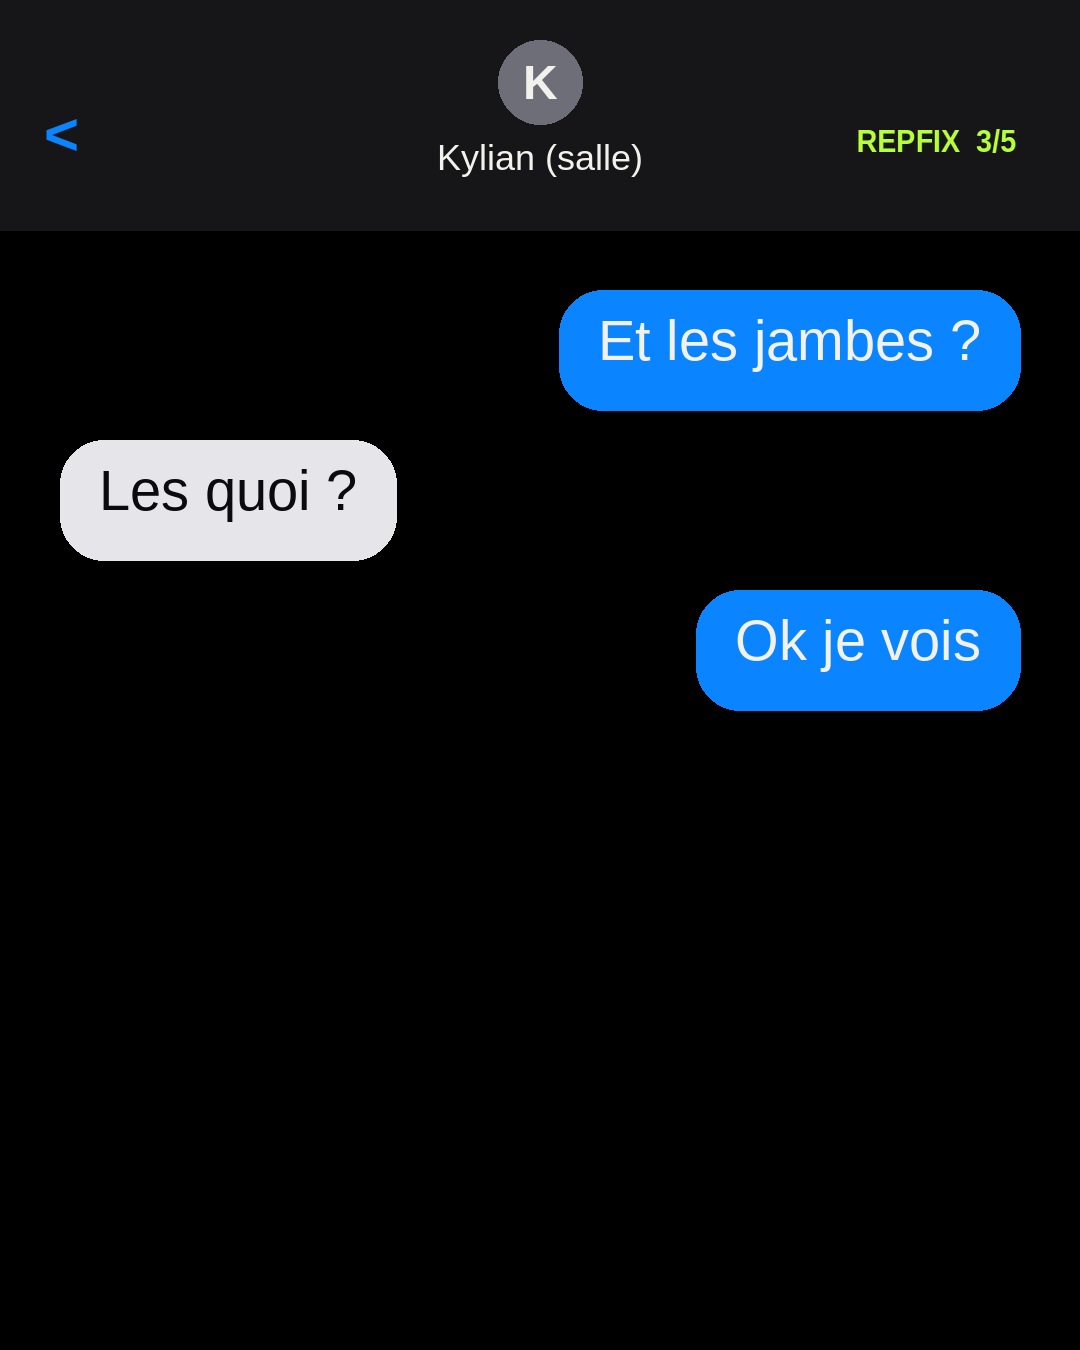 K
<
Kylian (salle)
REPFIX 3/5
Et les jambes ?
Les quoi ?
Ok je vois